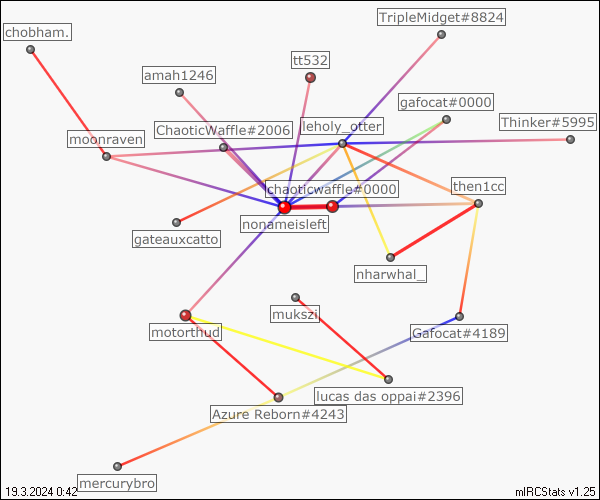 TripleMidget#8824
chobham.
tt532
amah1246
gafocat#0000
Thinker#5995
leholy_otter
ChaoticWaffle#2006
moonraven
chaoticwaffle#0000
then1cc
nonameisleft
gateauxcatto
nharwhal_
mukszi
motorthud
Gafocat#4189
lucas das oppai#2396
Azure Reborn#4243
mercurybro
19.3.2024 0:42
mIRCStats v1.25